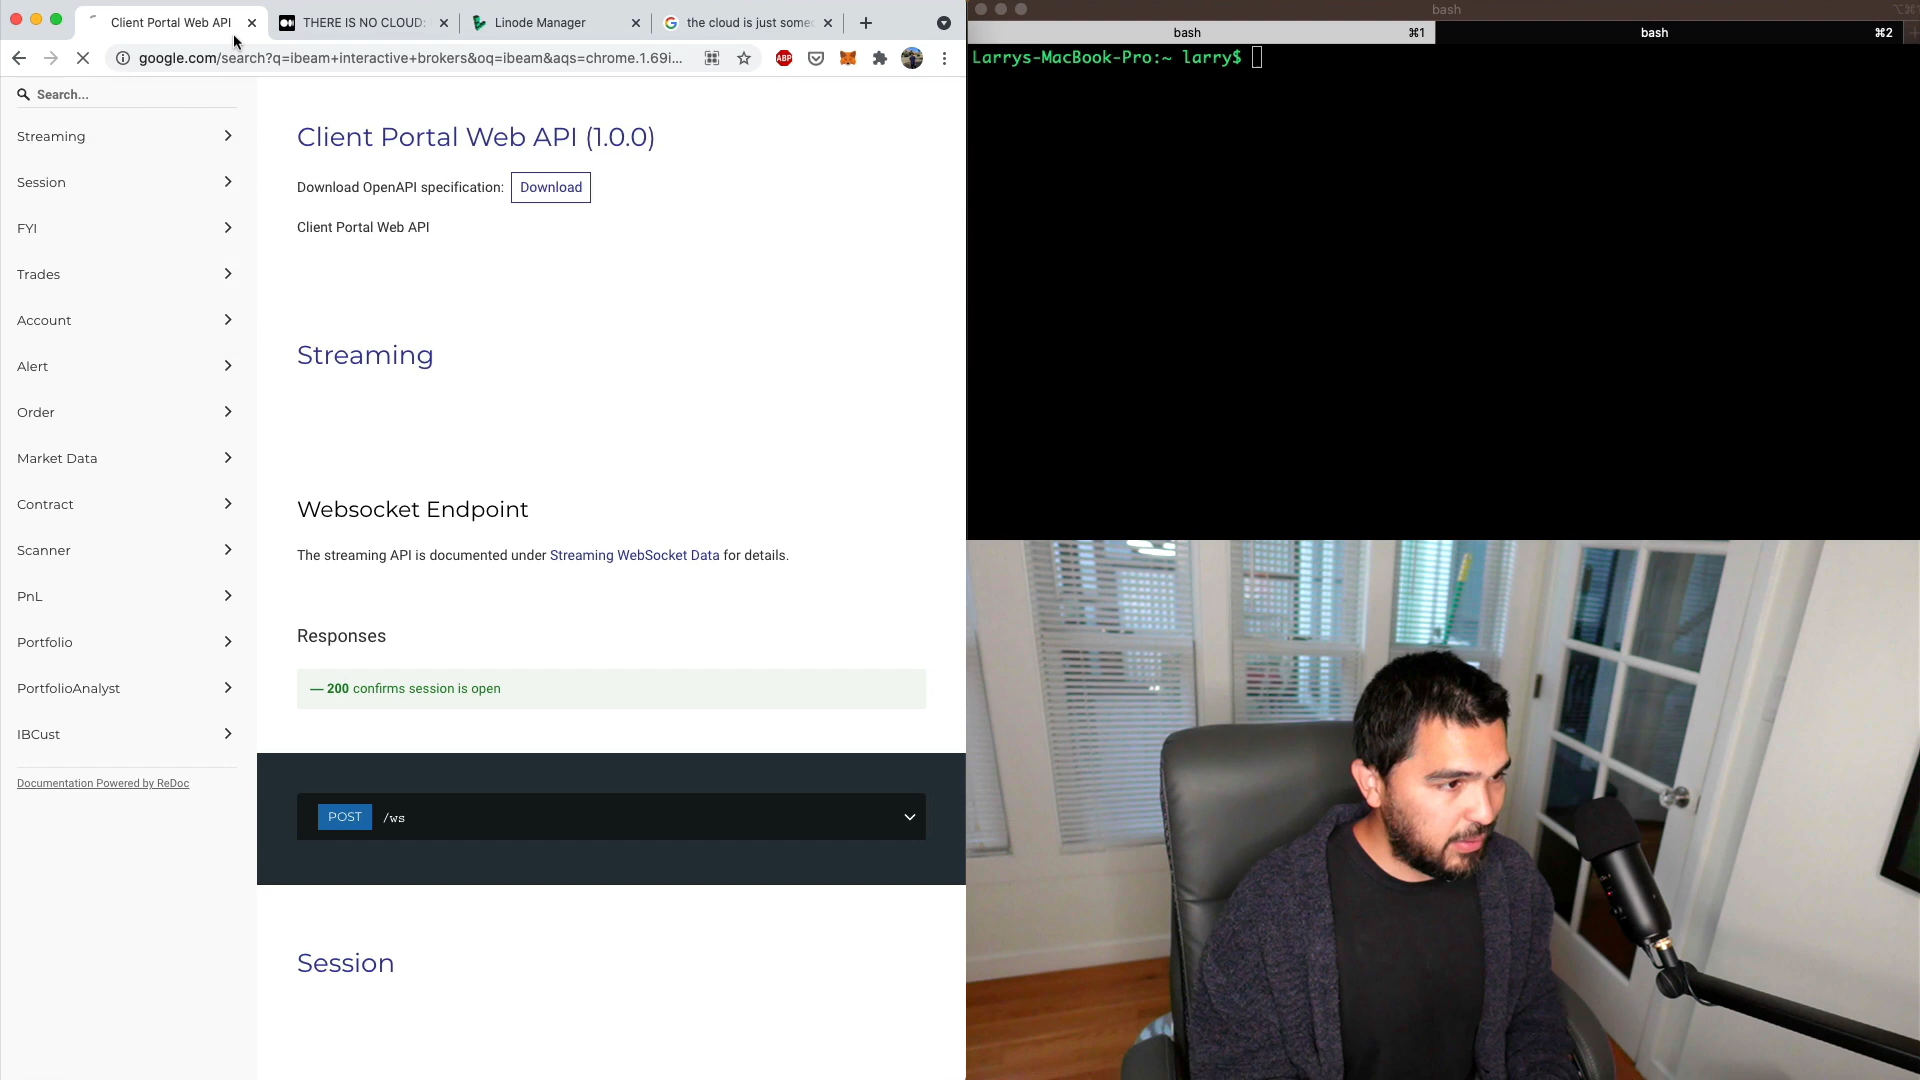 Client Portal Web API
THERE IS NO CLOUD:
Linode Manager
the cloud is just some
google.com/search?q=ibeam+interactive+brokers&oq=ibeam&aqs=chrome.1.69i...
ABP
Search...
Streaming
Session
FYI
Trades
Account
Alert
Order
Market Data
Contract
Scanner
PnL
Portfolio
PortfolioAnalyst
IBCust
Documentation Powered by ReDoc
Client Portal Web API (1.0.0)
Download OpenAPI specification: Download
Client Portal Web API
Streaming
Websocket Endpoint
The streaming API is documented under Streaming WebSocket Data for details.
Responses
— 200 confirms session is open
POST /ws
Session
bash
bash ⌘1
bash ⌘2
Larrys-MacBook-Pro:~ larry$